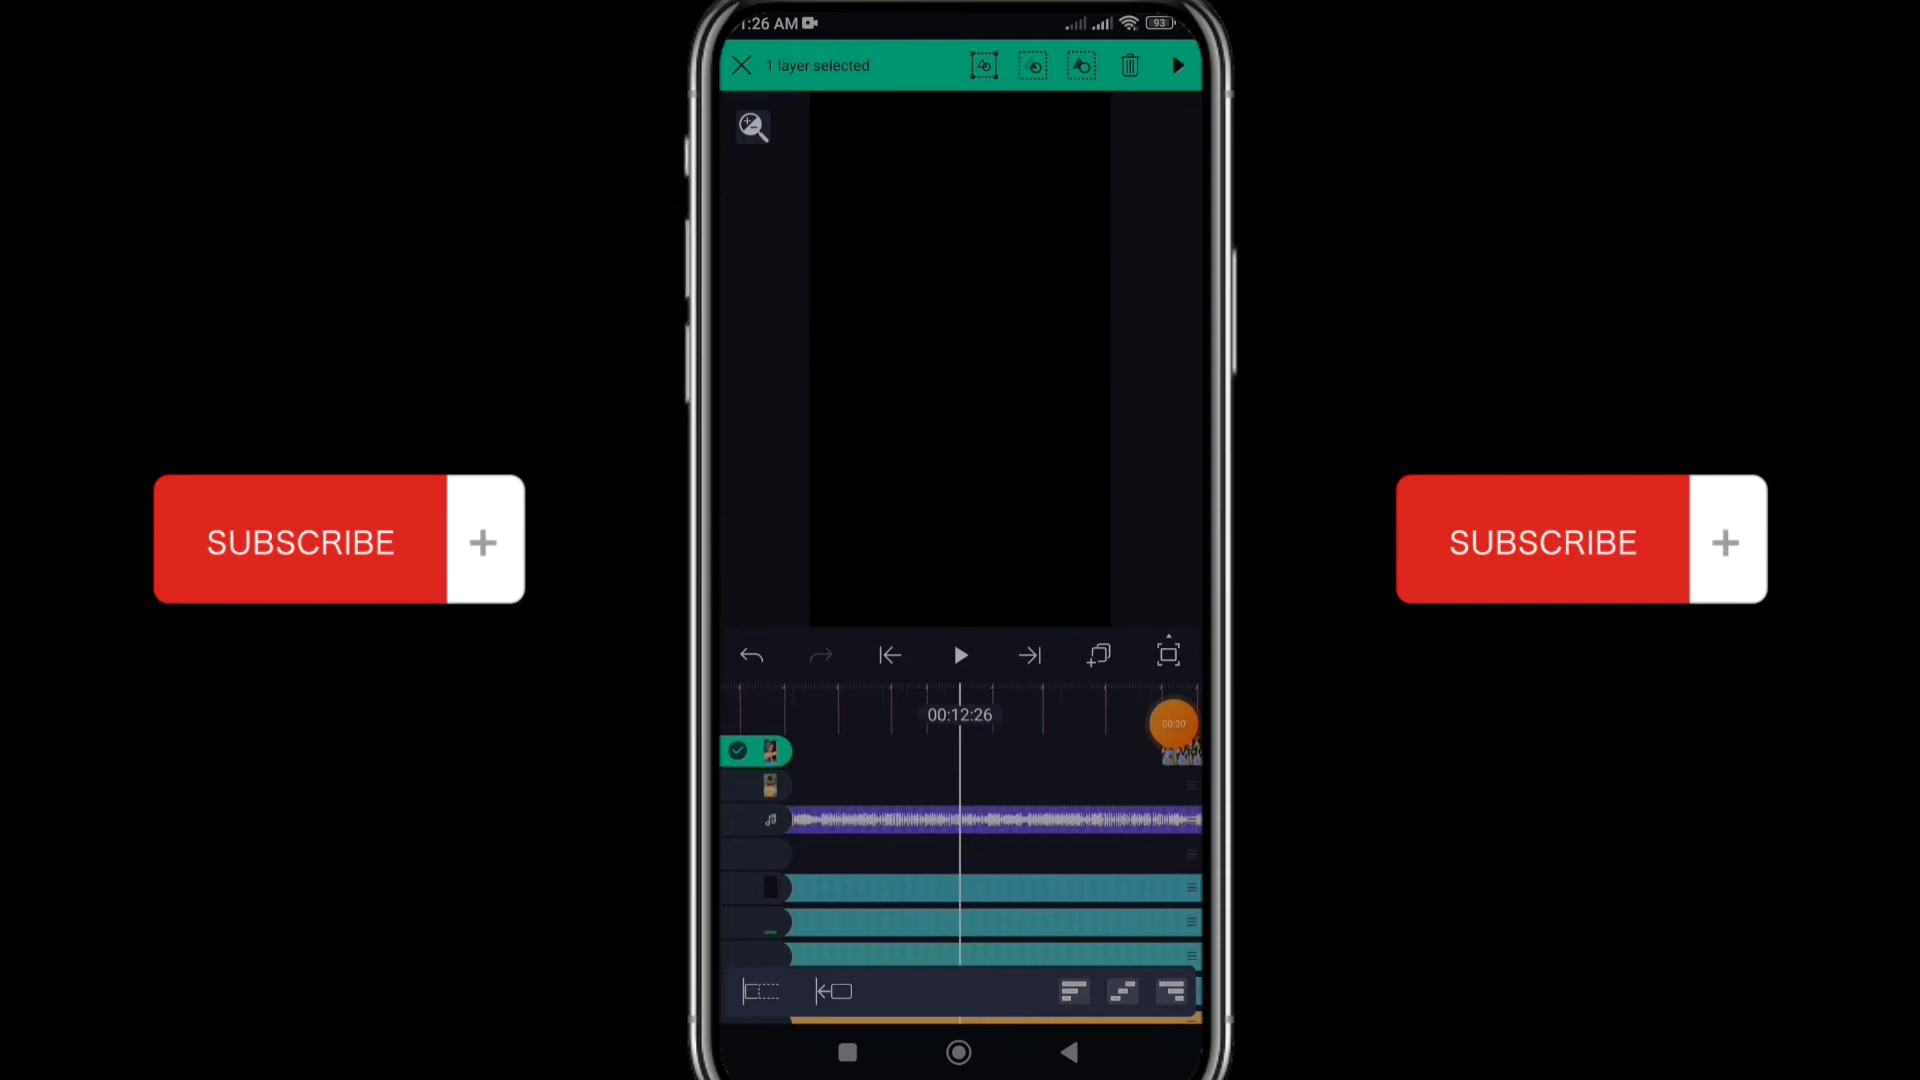 :26 AM
93
1 layer selected
SUBSCRIBE
SUBSCRIBE
00:12:26
00:30